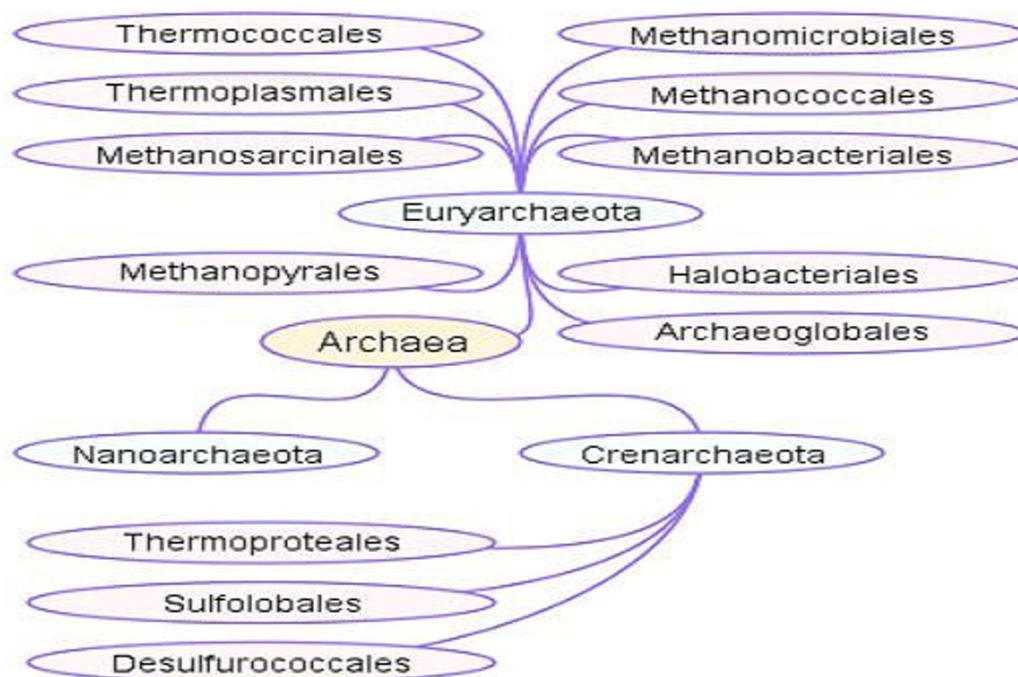 Thermococcales
Methanomicrobiales
Thermoplasmales
Methanococcales
Methanosarcinales
Methanobacteriales
Euryarchaeota
Methanopyrales
Halobacteriales
Archaeoglobales
Archaea
Nanoarchaeota
Crenarchaeota
Thermoproteales
Sulfolobales
Desulfurococcales